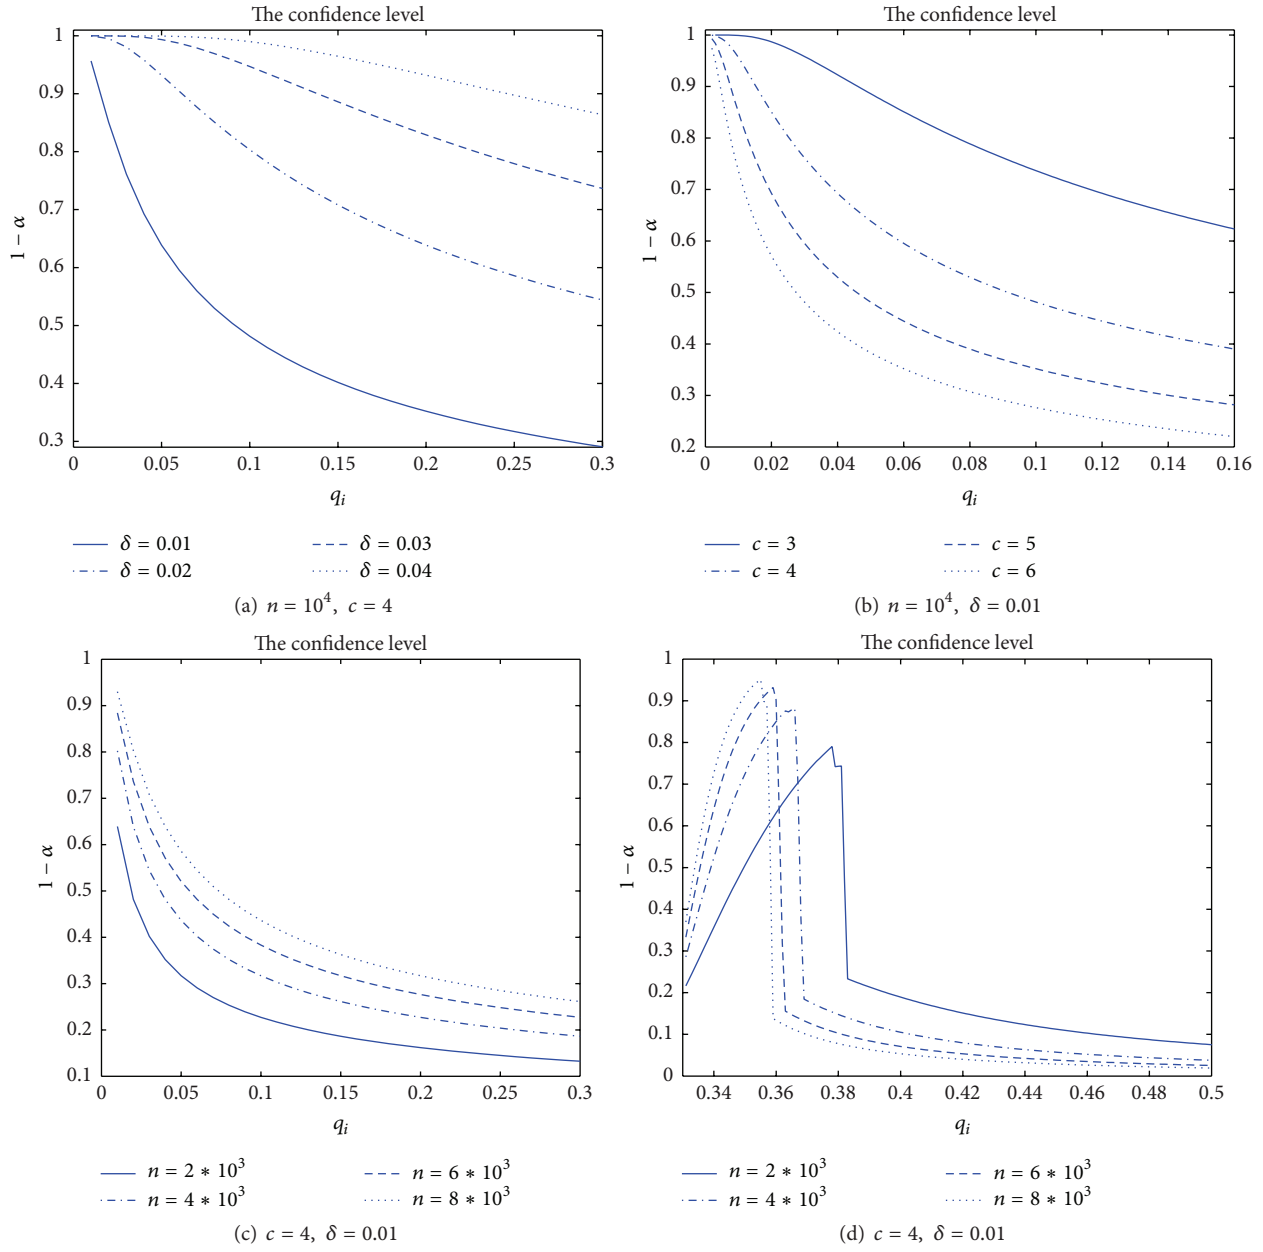 The confidence level
1
0.9
0.8
0.7
0.6
0.5
0.4
0.3
1 − α
0 0.05 0.1 0.15 0.2 0.25 0.3
q_i
δ = 0.01 δ = 0.03
δ = 0.02 δ = 0.04
(a) n = 10^4, c = 4
The confidence level
1
0.9
0.8
0.7
0.6
0.5
0.4
0.3
0.2
1 − α
0 0.02 0.04 0.06 0.08 0.1 0.12 0.14 0.16
q_i
c = 3 c = 5
c = 4 c = 6
(b) n = 10^4, δ = 0.01
The confidence level
1
0.9
0.8
0.7
0.6
0.5
0.4
0.3
0.2
0.1
1 − α
0 0.05 0.1 0.15 0.2 0.25 0.3
q_i
n = 2 ∗ 10^3 n = 6 ∗ 10^3
n = 4 ∗ 10^3 n = 8 ∗ 10^3
(c) c = 4, δ = 0.01
The confidence level
1
0.9
0.8
0.7
0.6
0.5
0.4
0.3
0.2
0.1
0
1 − α
0.34 0.36 0.38 0.4 0.42 0.44 0.46 0.48 0.5
q_i
n = 2 ∗ 10^3 n = 6 ∗ 10^3
n = 4 ∗ 10^3 n = 8 ∗ 10^3
(d) c = 4, δ = 0.01